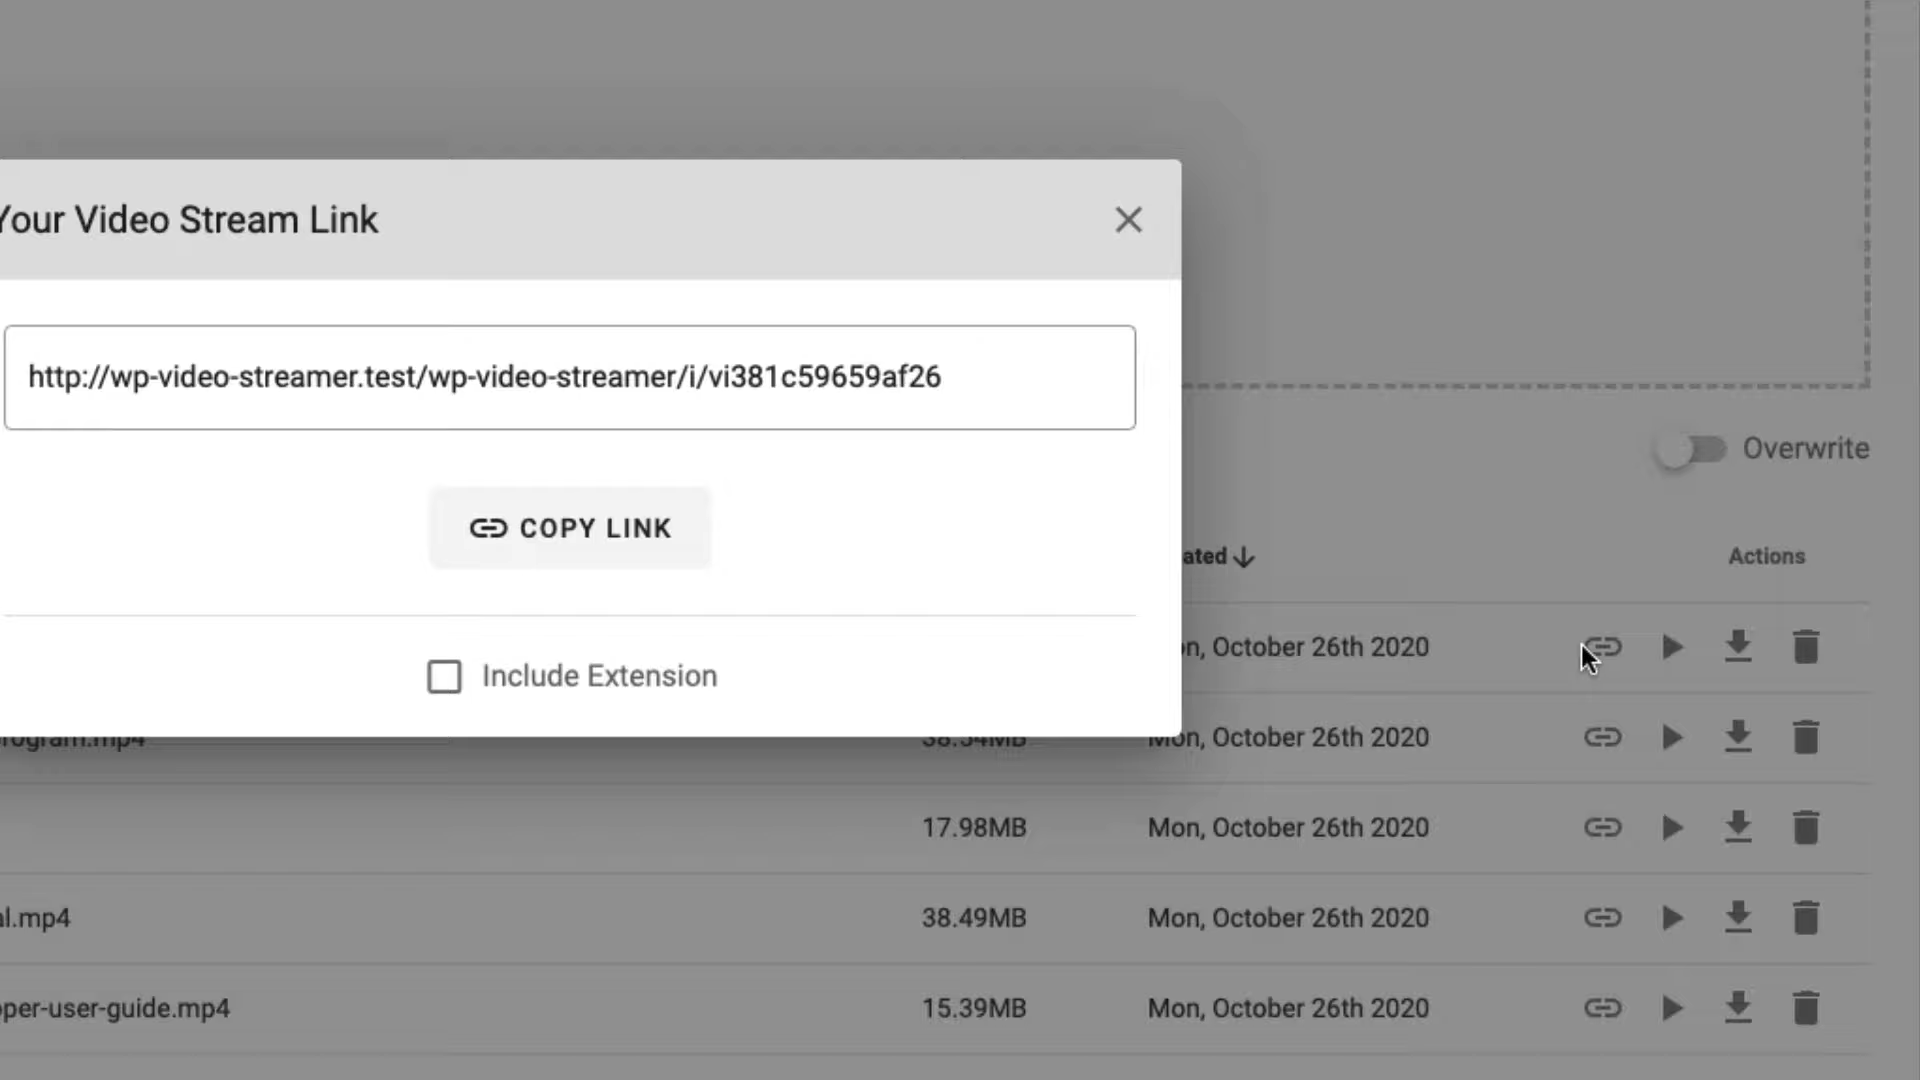 Your Video Stream Link
http://wp-video-streamer.test/wp-video-streamer/i/vi381c59659af26
COPY LINK
Include Extension
Overwrite
ated Actions
on, October 26th 2020
rogram.mp4 38.54MB Mon, October 26th 2020
17.98MB Mon, October 26th 2020
al.mp4 38.49MB Mon, October 26th 2020
oper-user-guide.mp4 15.39MB Mon, October 26th 2020